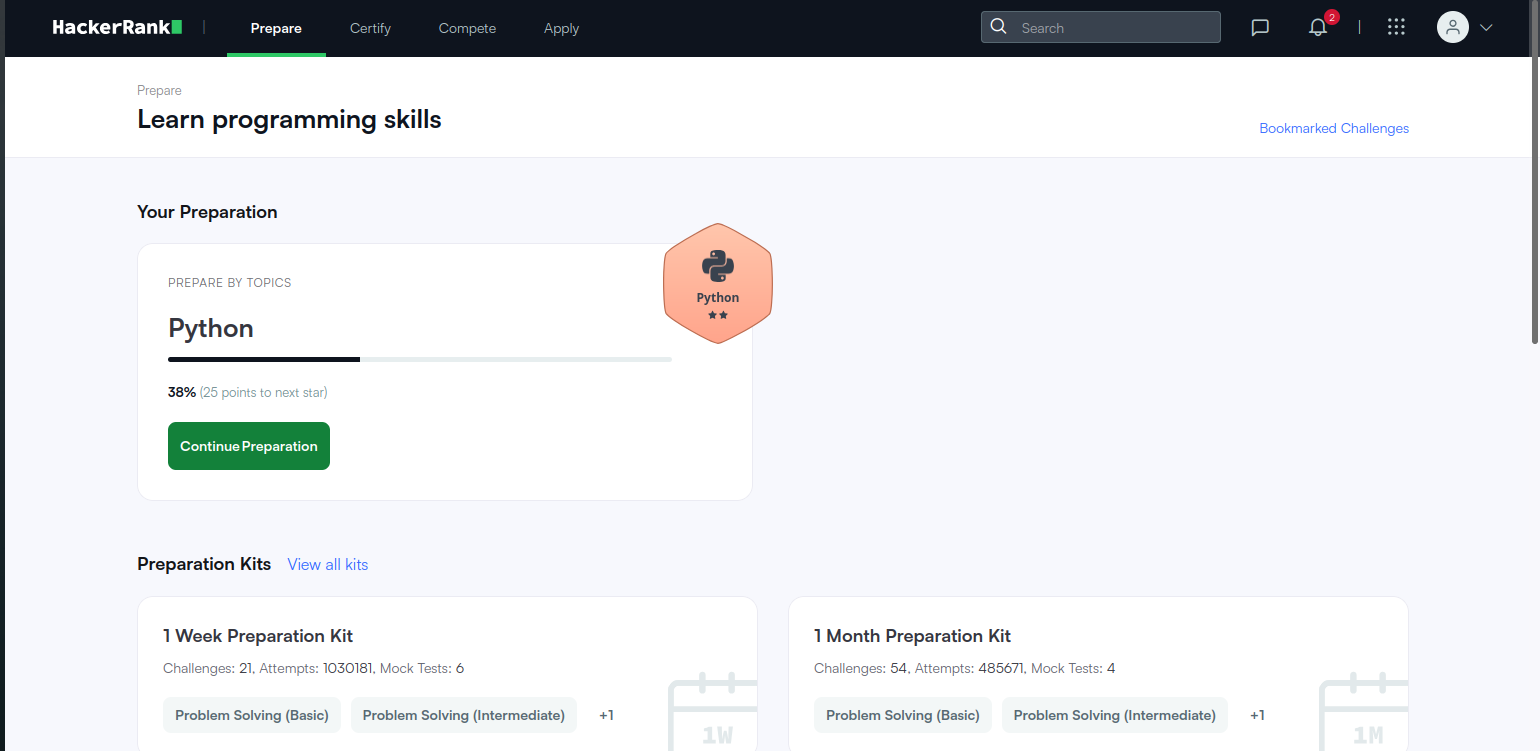 HackerRank
Prepare
Certify
Compete
Apply
Search
2
Prepare
Learn programming skills
Bookmarked Challenges
Your Preparation
PREPARE BY TOPICS
Python
Python
38% (25 points to next star)
Continue Preparation
Preparation Kits View all kits
1 Week Preparation Kit
Challenges: 21, Attempts: 1030181, Mock Tests: 6
Problem Solving (Basic) Problem Solving (Intermediate) +1
1W
1 Month Preparation Kit
Challenges: 54, Attempts: 485671, Mock Tests: 4
Problem Solving (Basic) Problem Solving (Intermediate) +1
1M